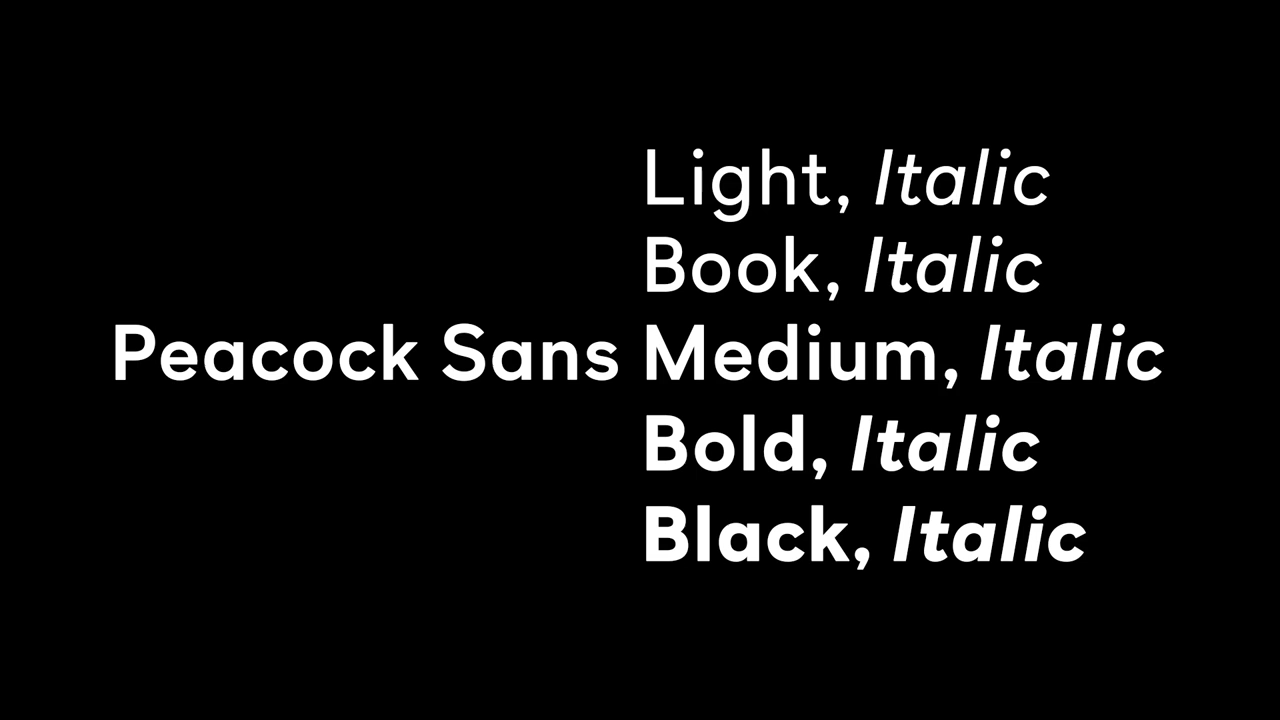 Light, Italic
Book, Italic
Peacock Sans Medium, Italic
Bold, Italic
Black, Italic